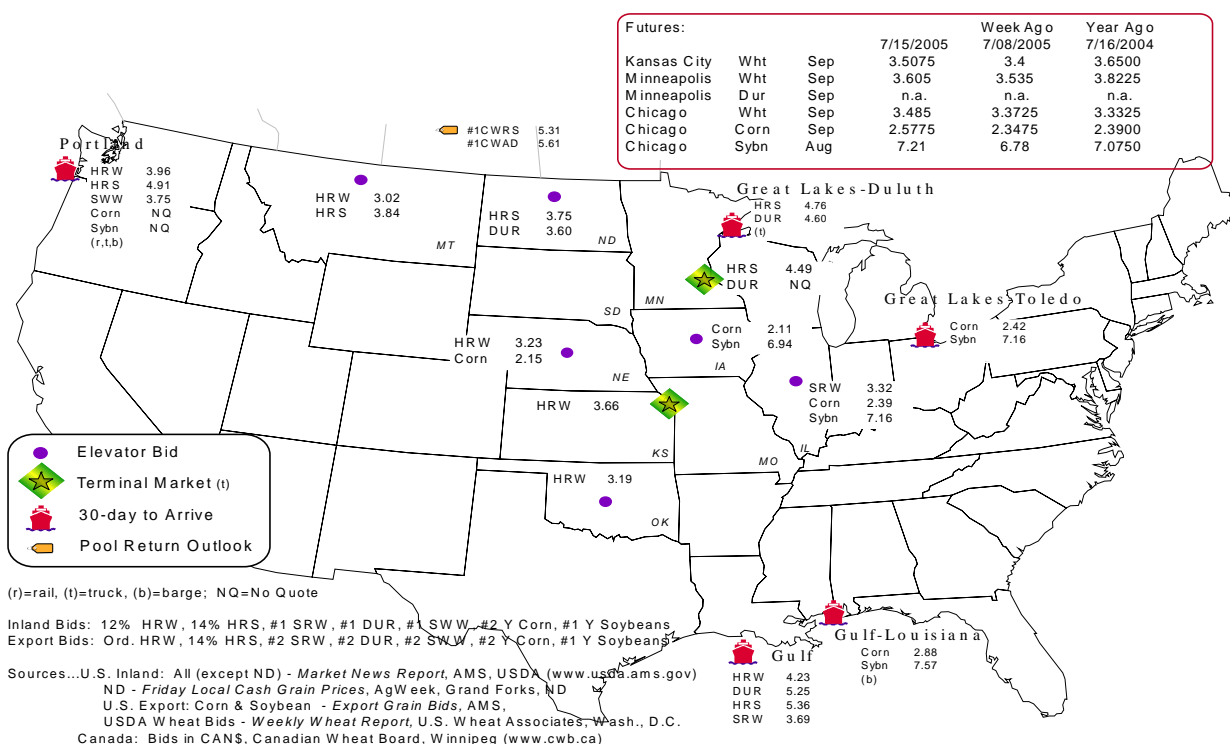 Futures: Week Ago Year Ago
7/15/2005 7/08/2005 7/16/2004
Kansas City Wht Sep 3.5075 3.4 3.6500
Minneapolis Wht Sep 3.605 3.535 3.8225
Minneapolis Dur Sep n.a. n.a. n.a.
Chicago Wht Sep 3.485 3.3725 3.3325
Chicago Corn Sep 2.5775 2.3475 2.3900
Chicago Sybn Aug 7.21 6.78 7.0750
#1CWRS 5.31
#1CWAD 5.61
Portland
HRW 3.96
HRS 4.91
SWW 3.75
Corn NQ
Sybn NQ
(r,t,b)
HRW 3.02
HRS 3.84
MT
HRS 3.75
DUR 3.60
ND
Great Lakes-Duluth
HRS 4.76
DUR 4.60
(t)
HRS 4.49
DUR NQ
MN
SD
Great Lakes-Toledo
Corn 2.42
Sybn 7.16
Corn 2.11
Sybn 6.94
IA
HRW 3.23
Corn 2.15
NE
SRW 3.32
Corn 2.39
Sybn 7.16
IL
HRW 3.66
KS
MO
HRW 3.19
OK
Elevator Bid
Terminal Market (t)
30-day to Arrive
Pool Return Outlook
Gulf-Louisiana
Corn 2.88
Sybn 7.57
(b)
Gulf
HRW 4.23
DUR 5.25
HRS 5.36
SRW 3.69
(r)=rail, (t)=truck, (b)=barge; NQ=No Quote
Inland Bids: 12% HRW, 14% HRS, #1 SRW, #1 DUR, #1 SWW, #2 Y Corn, #1 Y Soybeans
Export Bids: Ord. HRW, 14% HRS, #2 SRW, #2 DUR, #2 SWW, #2 Y Corn, #1 Y Soybeans
Sources...U.S. Inland: All (except ND) - Market News Report, AMS, USDA (www.usda.ams.gov)
ND - Friday Local Cash Grain Prices, AgWeek, Grand Forks, ND
U.S. Export: Corn & Soybean - Export Grain Bids, AMS,
USDA Wheat Bids - Weekly Wheat Report, U.S. Wheat Associates, Wash., D.C.
Canada: Bids in CAN$, Canadian Wheat Board, Winnipeg (www.cwb.ca)